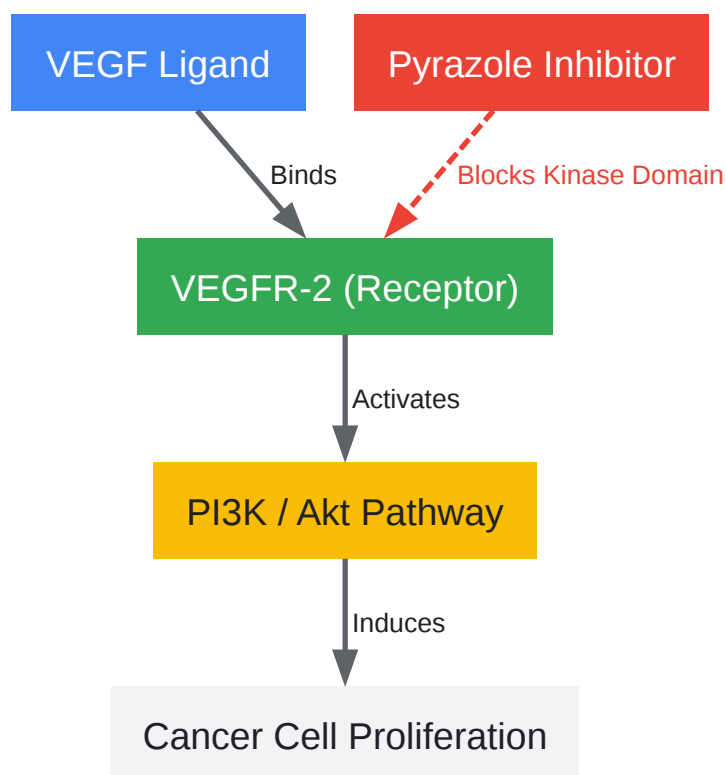 VEGF Ligand
Pyrazole Inhibitor
Binds
Blocks Kinase Domain
VEGFR-2 (Receptor)
Activates
PI3K / Akt Pathway
Induces
Cancer Cell Proliferation